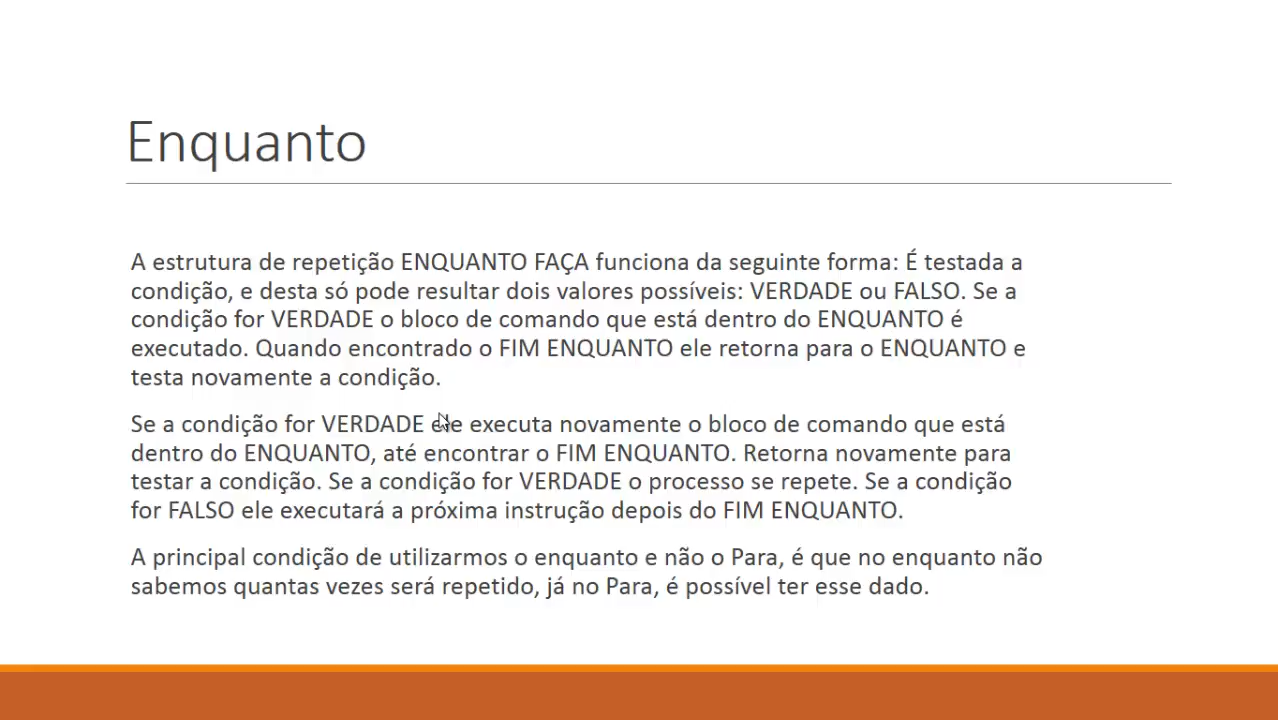 Enquanto
A estrutura de repetição ENQUANTO FAÇA funciona da seguinte forma: É testada a
condição, e desta só pode resultar dois valores possíveis: VERDADE ou FALSO. Se a
condição for VERDADE o bloco de comando que está dentro do ENQUANTO é
executado. Quando encontrado o FIM ENQUANTO ele retorna para o ENQUANTO e
testa novamente a condição.
Se a condição for VERDADE ele executa novamente o bloco de comando que está
dentro do ENQUANTO, até encontrar o FIM ENQUANTO. Retorna novamente para
testar a condição. Se a condição for VERDADE o processo se repete. Se a condição
for FALSO ele executará a próxima instrução depois do FIM ENQUANTO.
A principal condição de utilizarmos o enquanto e não o Para, é que no enquanto não
sabemos quantas vezes será repetido, já no Para, é possível ter esse dado.